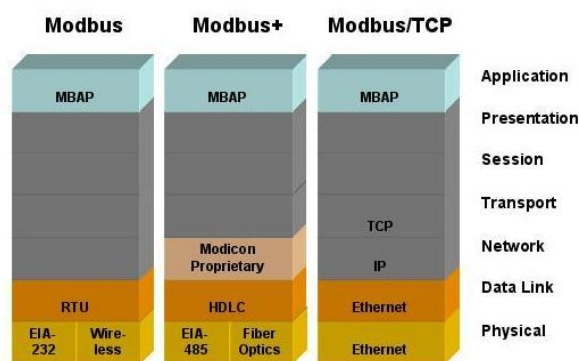 Modbus Modbus+ Modbus/TCP
Application
MBAP MBAP MBAP
Presentation
Session
Transport
TCP
Network
Modicon
Proprietary
IP
Data Link
RTU HDLC Ethernet
Physical
EIA-
232
Wire-
less
EIA-
485
Fiber
Optics
Ethernet